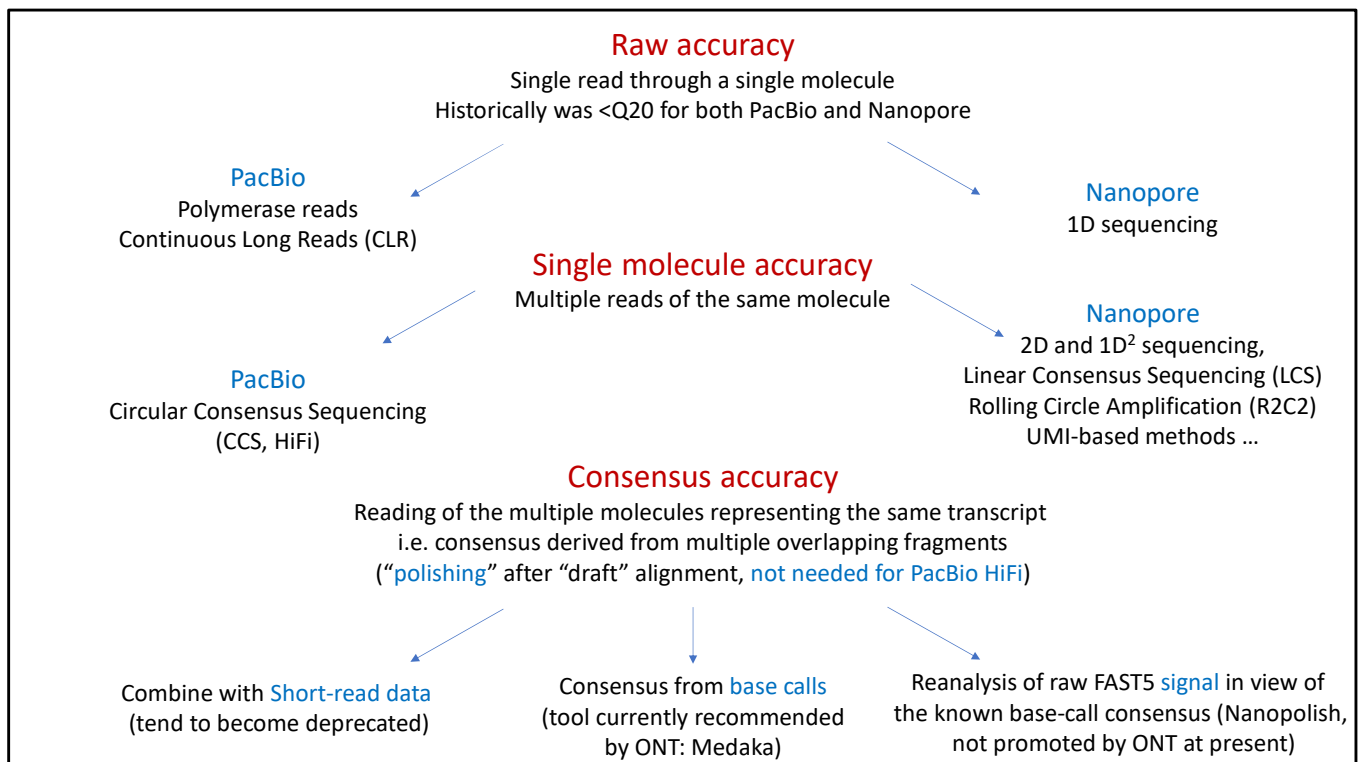 Raw accuracy
Single read through a single molecule
Historically was <Q20 for both PacBio and Nanopore
PacBio
Polymerase reads
Continuous Long Reads (CLR)
Nanopore
1D sequencing
Single molecule accuracy
Multiple reads of the same molecule
PacBio
Circular Consensus Sequencing
(CCS, HiFi)
Nanopore
2D and 1D² sequencing,
Linear Consensus Sequencing (LCS)
Rolling Circle Amplification (R2C2)
UMI-based methods …
Consensus accuracy
Reading of the multiple molecules representing the same transcript
i.e. consensus derived from multiple overlapping fragments
(“polishing” after “draft” alignment, not needed for PacBio HiFi)
Combine with Short-read data
(tend to become deprecated)
Consensus from base calls
(tool currently recommended
by ONT: Medaka)
Reanalysis of raw FAST5 signal in view of
the known base-call consensus (Nanopolish,
not promoted by ONT at present)